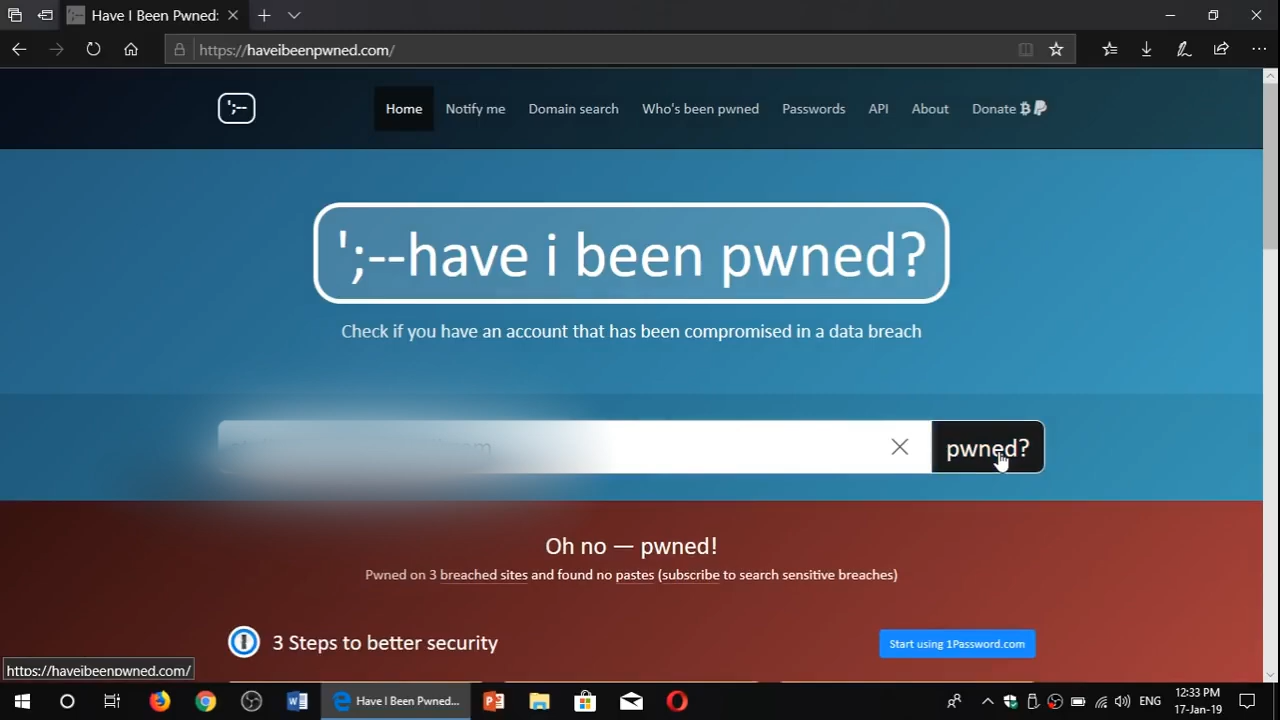 Have I Been Pwned:
https://haveibeenpwned.com/
';--
Home Notify me Domain search Who's been pwned Passwords API About Donate
';--have i been pwned?
Check if you have an account that has been compromised in a data breach
pwned?
Oh no — pwned!
Pwned on 3 breached sites and found no pastes (subscribe to search sensitive breaches)
3 Steps to better security
Start using 1Password.com
https://haveibeenpwned.com/
Have I Been Pwned...
ENG
12:33 PM
17-Jan-19